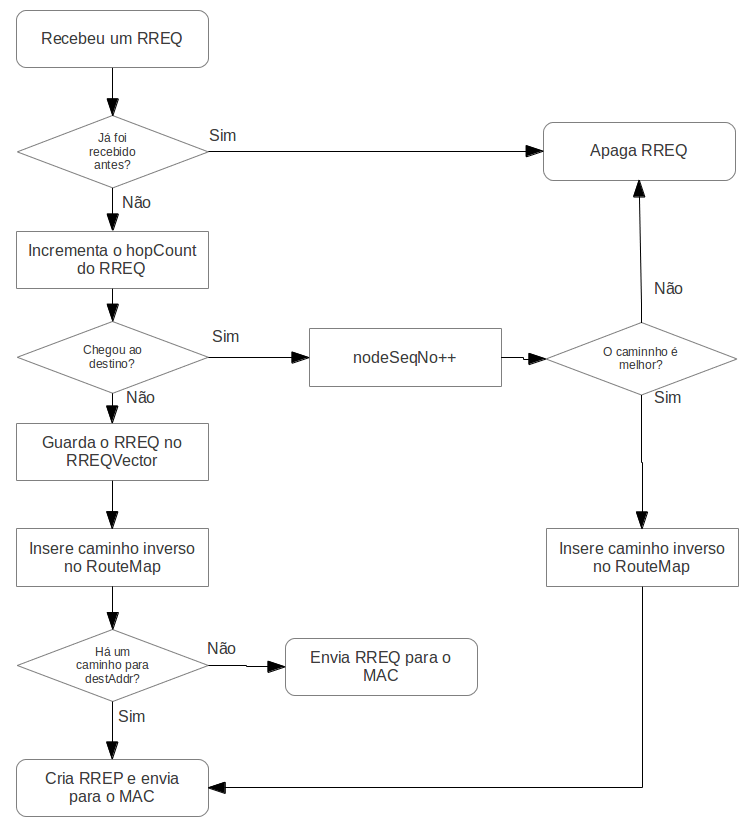 Recebeu um RREQ
Já foi
recebido
antes?
Sim
Apaga RREQ
Não
Incrementa o hopCount
do RREQ
Não
Chegou ao
destino?
Sim
nodeSeqNo++
O caminnho é
melhor?
Não
Sim
Guarda o RREQ no
RREQVector
Insere caminho inverso
no RouteMap
Insere caminho inverso
no RouteMap
Há um
caminho para
destAddr?
Não
Envia RREQ para o
MAC
Sim
Cria RREP e envia
para o MAC